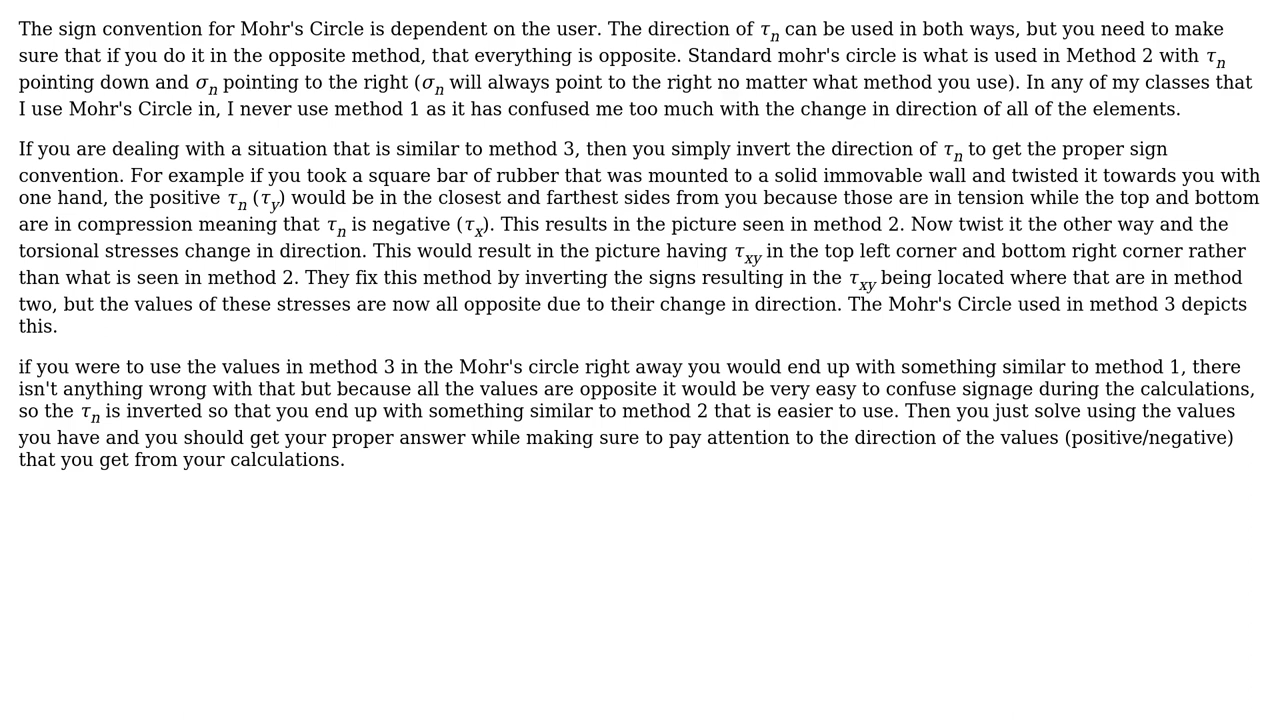 The sign convention for Mohr's Circle is dependent on the user. The direction of τn can be used in both ways, but you need to make
sure that if you do it in the opposite method, that everything is opposite. Standard mohr's circle is what is used in Method 2 with τn
pointing down and σn pointing to the right (σn will always point to the right no matter what method you use). In any of my classes that
I use Mohr's Circle in, I never use method 1 as it has confused me too much with the change in direction of all of the elements.
If you are dealing with a situation that is similar to method 3, then you simply invert the direction of τn to get the proper sign
convention. For example if you took a square bar of rubber that was mounted to a solid immovable wall and twisted it towards you with
one hand, the positive τn (τy) would be in the closest and farthest sides from you because those are in tension while the top and bottom
are in compression meaning that τn is negative (τx). This results in the picture seen in method 2. Now twist it the other way and the
torsional stresses change in direction. This would result in the picture having τxy in the top left corner and bottom right corner rather
than what is seen in method 2. They fix this method by inverting the signs resulting in the τxy being located where that are in method
two, but the values of these stresses are now all opposite due to their change in direction. The Mohr's Circle used in method 3 depicts
this.
if you were to use the values in method 3 in the Mohr's circle right away you would end up with something similar to method 1, there
isn't anything wrong with that but because all the values are opposite it would be very easy to confuse signage during the calculations,
so the τn is inverted so that you end up with something similar to method 2 that is easier to use. Then you just solve using the values
you have and you should get your proper answer while making sure to pay attention to the direction of the values (positive/negative)
that you get from your calculations.